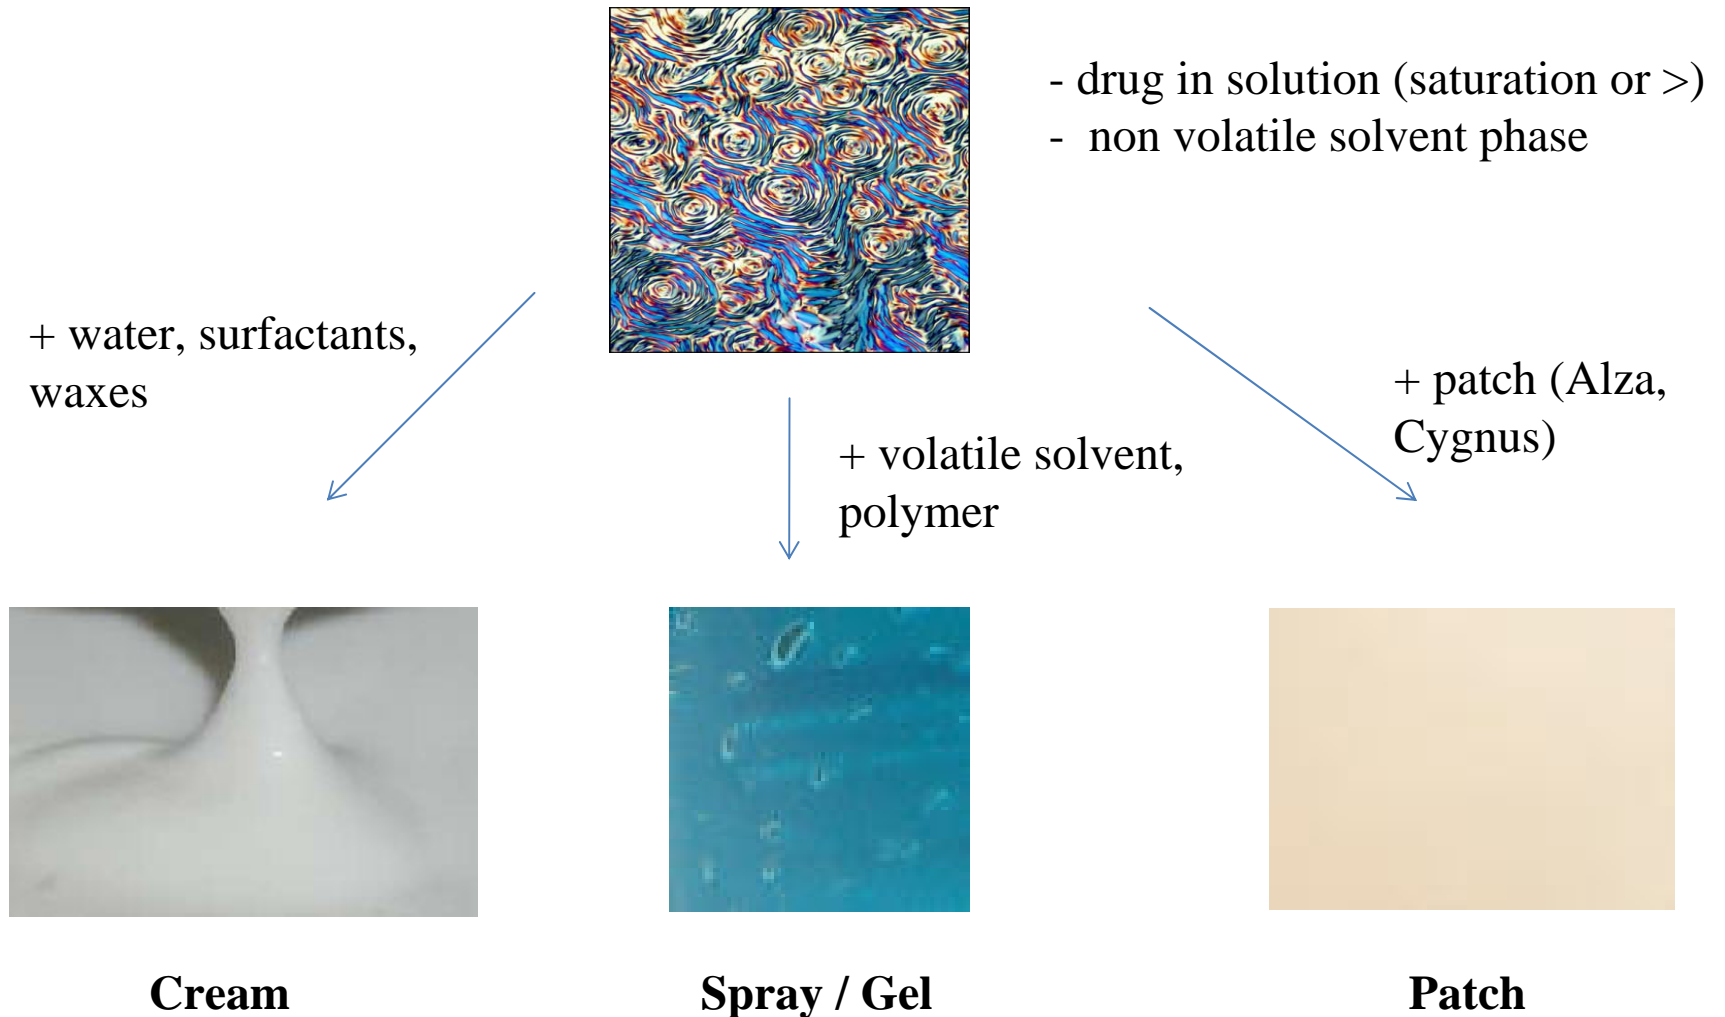 - drug in solution (saturation or >)
- non volatile solvent phase
+ water, surfactants,
waxes
+ patch (Alza,
Cygnus)
+ volatile solvent,
polymer
Cream
Spray / Gel
Patch